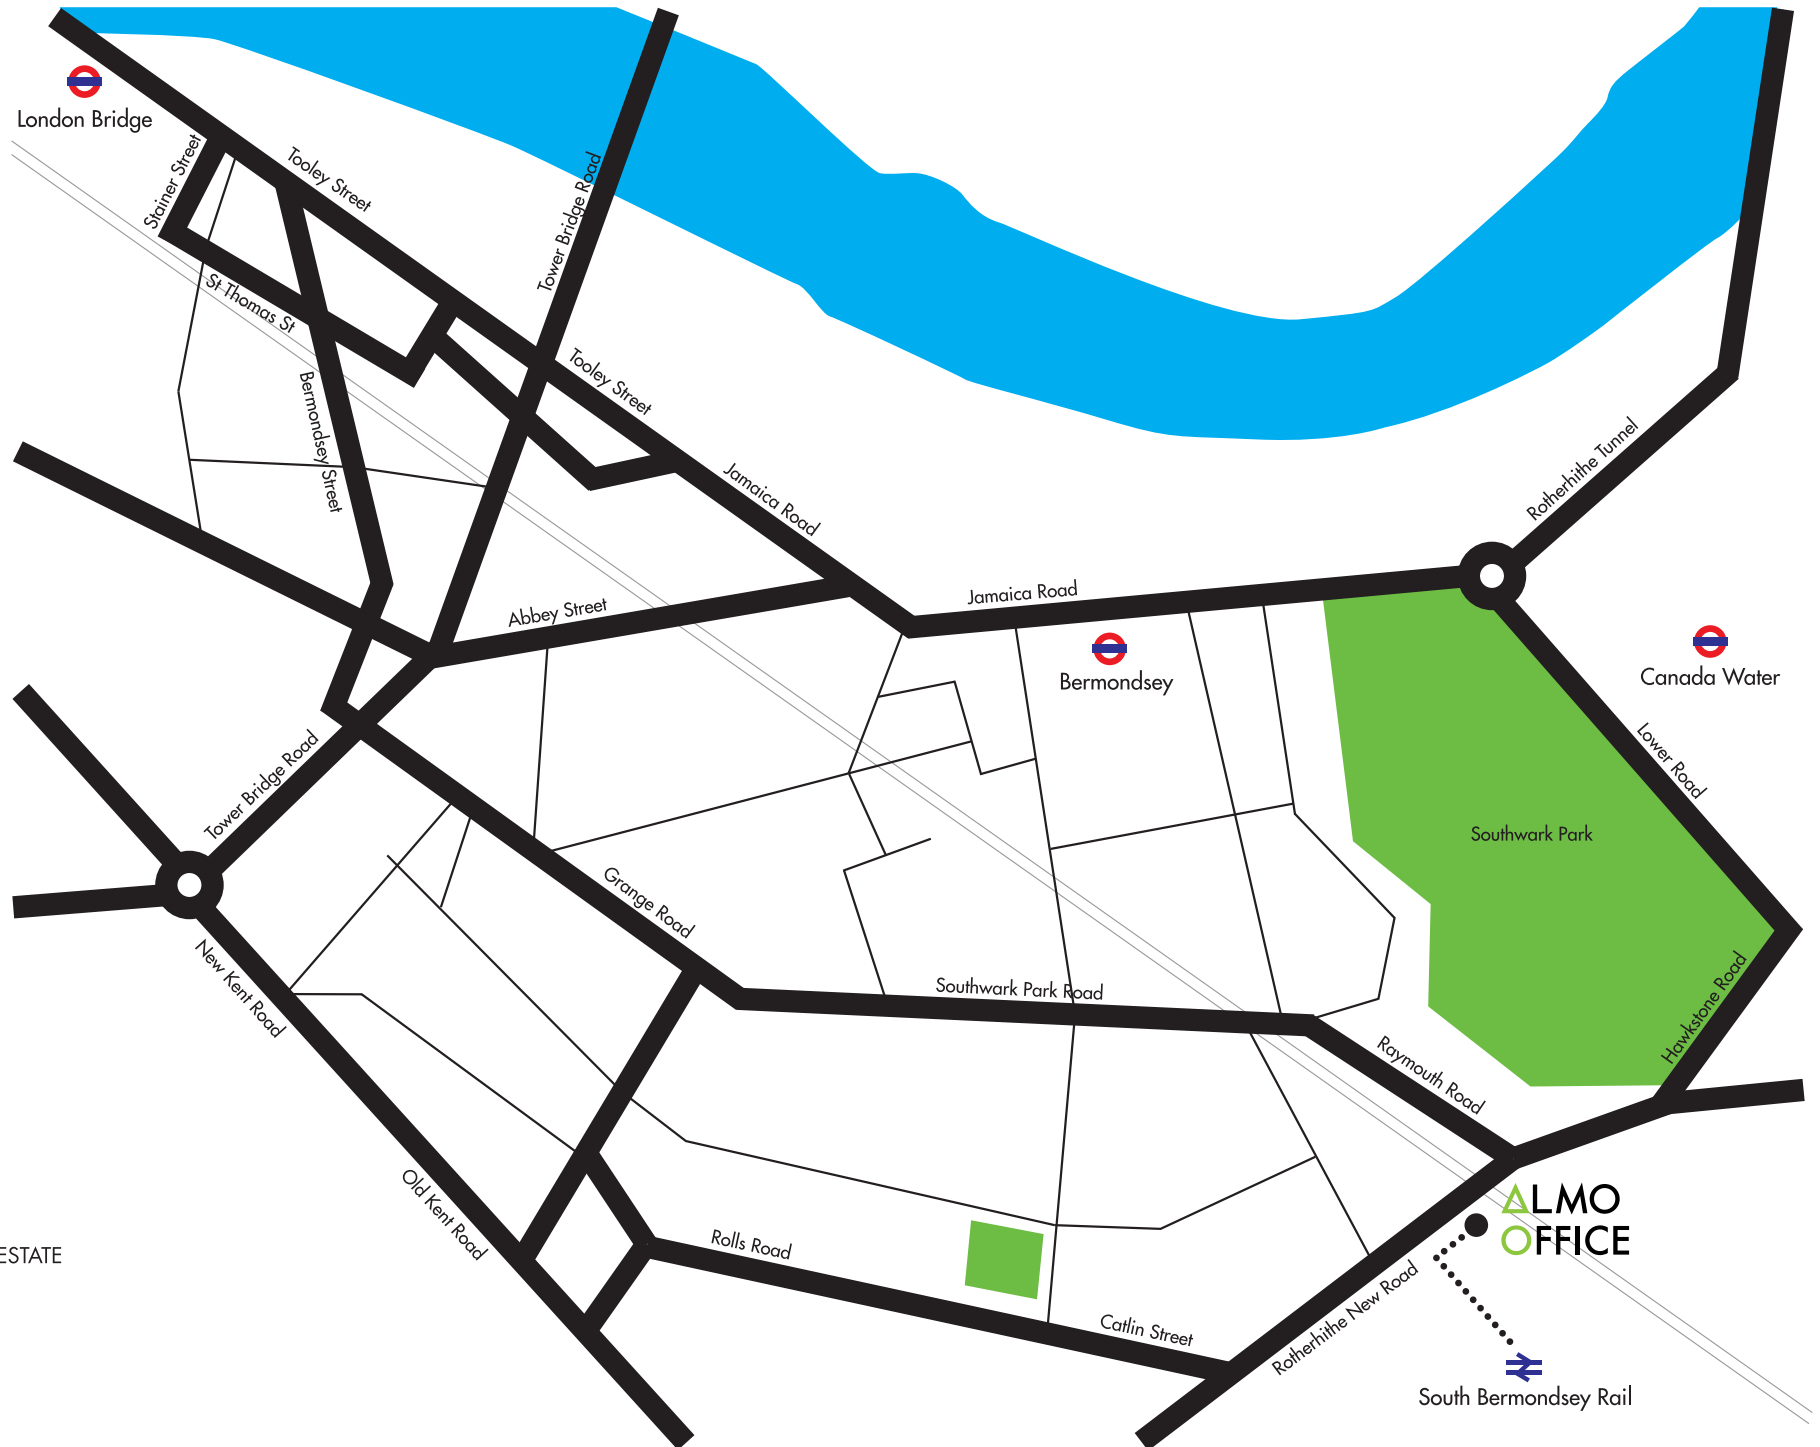 London Bridge
Stainer Street
Tooley Street
Tower Bridge Road
St Thomas St
Bermondsey Street
Tooley Street
Jamaica Road
Rotherhithe Tunnel
Abbey Street
Jamaica Road
Bermondsey
Canada Water
Tower Bridge Road
Lower Road
Southwark Park
Grange Road
New Kent Road
Southwark Park Road
Hawkstone Road
Raymouth Road
Old Kent Road
ALMO
OFFICE
Rolls Road
ESTATE
Catlin Street
Rotherhithe New Road
South Bermondsey Rail